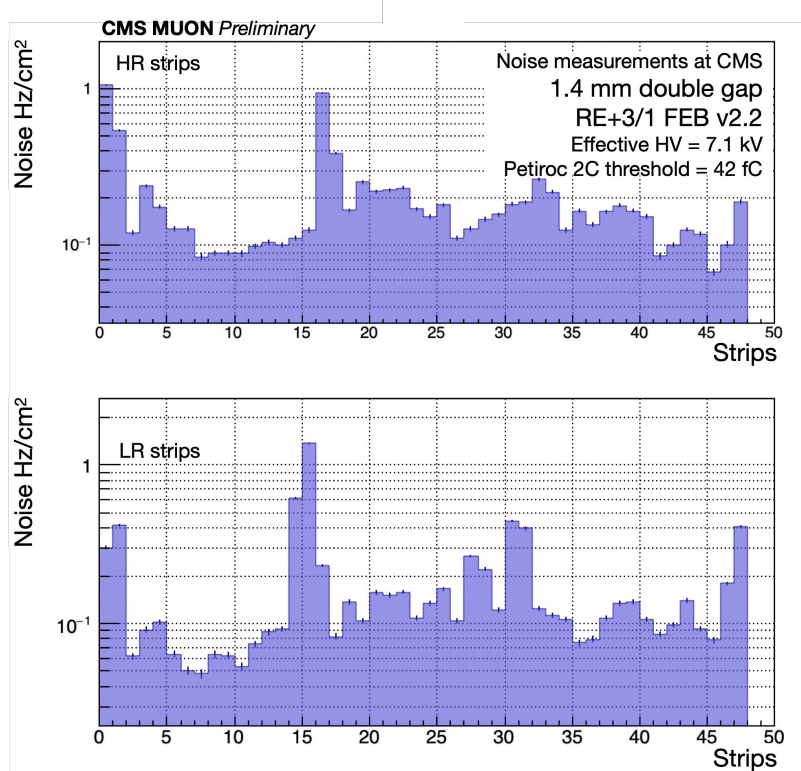 CMS MUON Preliminary
Noise Hz/cm²
HR strips
Noise measurements at CMS
1.4 mm double gap
RE+3/1 FEB v2.2
Effective HV = 7.1 kV
Petiroc 2C threshold = 42 fC
1
10⁻¹
0 5 10 15 20 25 30 35 40 45 50
Strips
Noise Hz/cm²
LR strips
1
10⁻¹
0 5 10 15 20 25 30 35 40 45 50
Strips